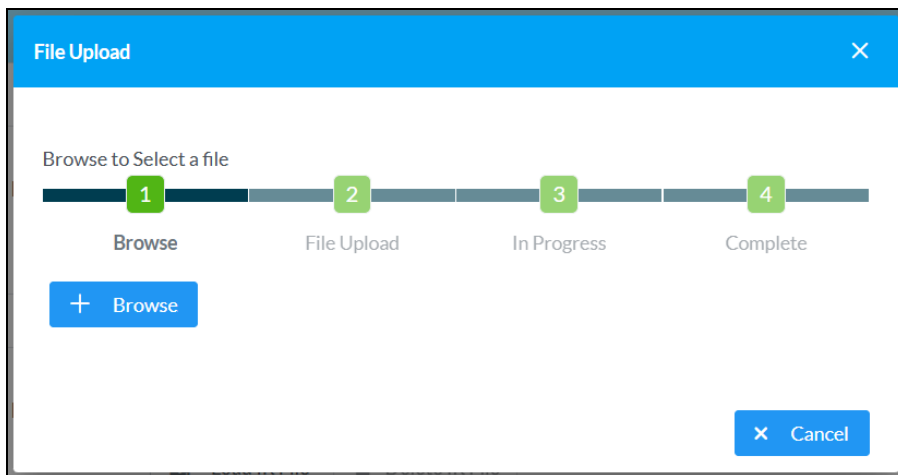 File Upload
Browse to Select a file
1 2 3 4
Browse File Upload In Progress Complete
Browse
Cancel